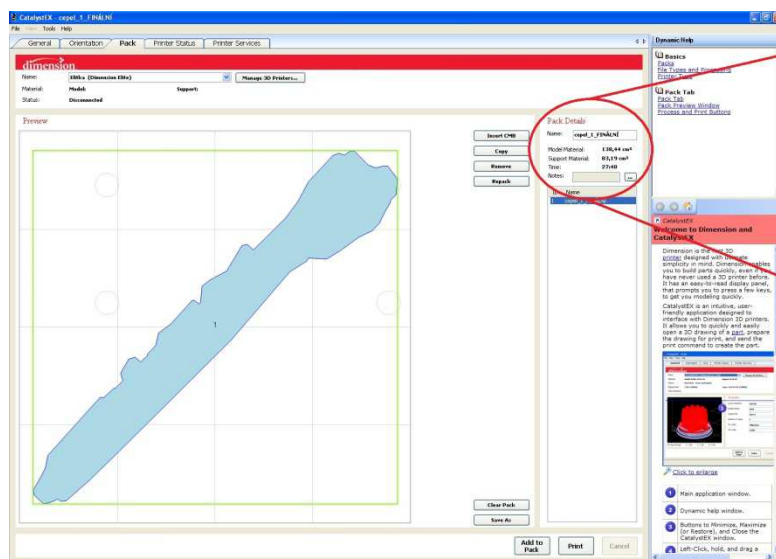 CatalystEX - cepel_1_FINÁLNÍ
File View Tools Help
General Orientation Pack Printer Status Printer Services
dimension
Name: Eliška (Dimension Elite) Manage 3D Printers...
Material: Model: Support:
Status: Disconnected
Preview
1
Insert CMB
Copy
Remove
Repack
Clear Pack
Save As
Pack Details
Name: cepel_1_FINÁLNÍ
Model Material: 138,44 cm³
Support Material: 83,19 cm³
Time: 27:40
Notes: ...
Name
1
Add to Pack Print Cancel
Dynamic Help
Basics
Packs
File Types and
Printer
Pack Tab
Pack Tab
Pack Preview Window
Process and Print Buttons
CatalystEX
Welcome to Dimension and
CatalystEX
Dimension is the first 3D
printer designed with ultimate
simplicity in mind. Dimension enables
you to build parts quickly, even if you
have never used a 3D printer before.
It has an easy-to-read display panel,
that prompts you to press a few keys,
to get you modeling quickly.
CatalystEX is an intuitive, user-
friendly application designed to
interface with Dimension 3D printers.
It allows you to quickly and easily
open a 3D drawing of a part, prepare
the drawing for print, and send the
print command to create the part.
Click to enlarge
1 Main application window.
2 Dynamic help window.
3 Buttons to Minimize, Maximize
(or Restore), and Close the
CatalystEX window.
4 Left-Click, hold, and drag a